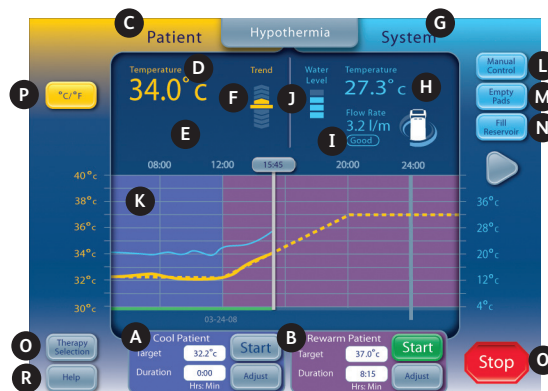 C
G
Patient
Hypothermia
System
Temperature
D
34.0°c
Trend
F
J
Water
Level
Temperature
27.3°c
H
Flow Rate
3.2 l/m
Good
I
E
P
°C/°F
Manual
Control
L
Empty
Pads
M
Fill
Reservoir
N
08:00
12:00
15:45
20:00
24:00
K
40°c
38°c
36°c
34°c
32°c
30°c
36°c
28°c
20°c
12°c
4°c
03-24-08
A
Cool Patient
Target
32.2°c
Start
Duration
0:00
Hrs: Min
Adjust
B
Rewarm Patient
Target
37.0°c
Start
Duration
8:15
Hrs: Min
Adjust
O
Therapy
Selection
R
Help
Stop
Q